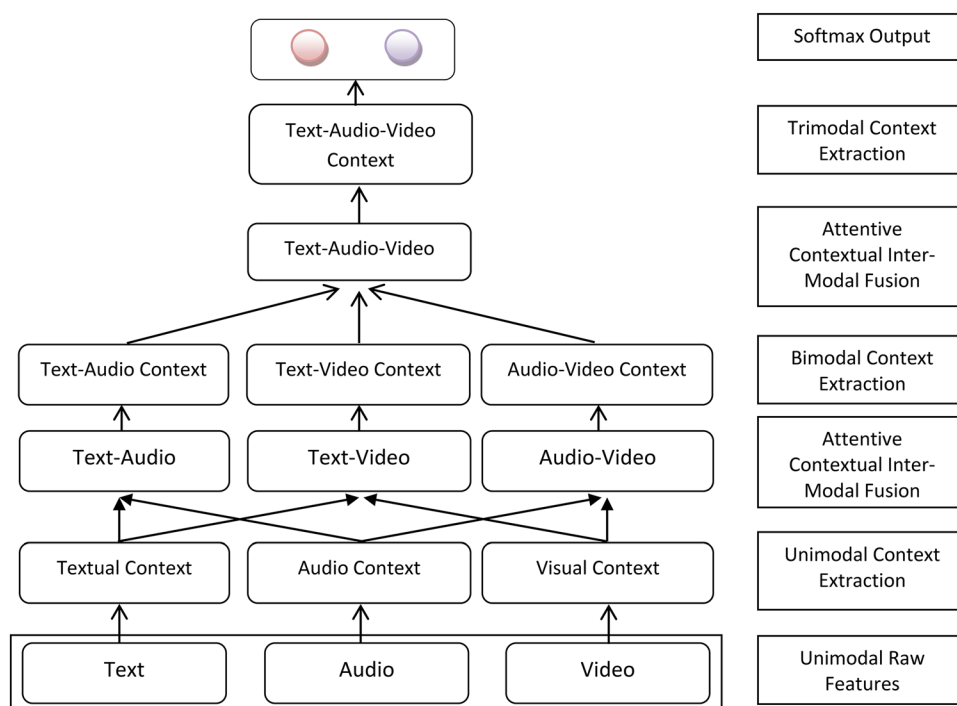 Softmax Output
Text-Audio-Video
Context
Trimodal Context
Extraction
Text-Audio-Video
Attentive
Contextual Inter-
Modal Fusion
Text-Audio Context
Text-Video Context
Audio-Video Context
Bimodal Context
Extraction
Text-Audio
Text-Video
Audio-Video
Attentive
Contextual Inter-
Modal Fusion
Textual Context
Audio Context
Visual Context
Unimodal Context
Extraction
Text
Audio
Video
Unimodal Raw
Features